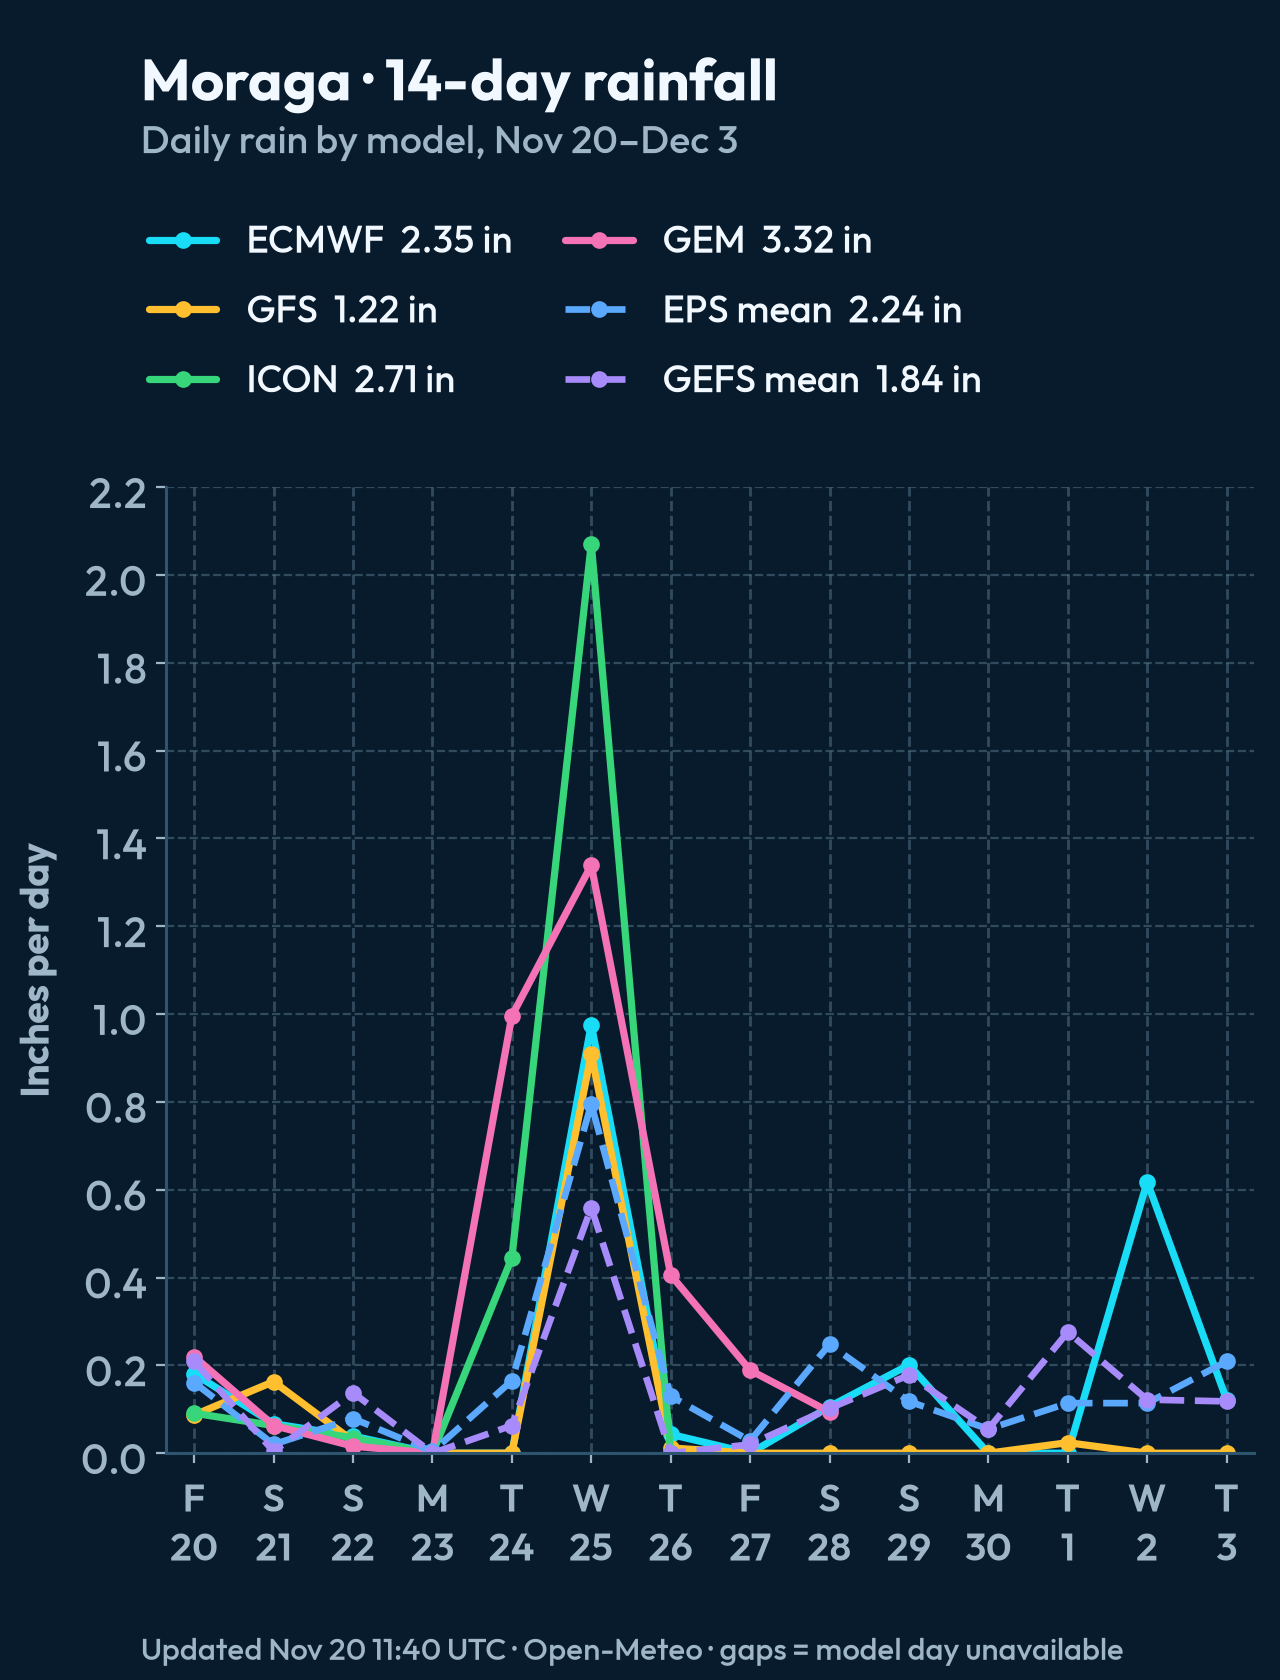 Moraga · 14-day rainfall
Daily rain by model, Nov 20–Dec 3
ECMWF 2.35 in
GEM 3.32 in
GFS 1.22 in
EPS mean 2.24 in
ICON 2.71 in
GEFS mean 1.84 in
Inches per day
2.2
2.0
1.8
1.6
1.4
1.2
1.0
0.8
0.6
0.4
0.2
0.0
F S S M T W T F S S M T W T
20 21 22 23 24 25 26 27 28 29 30 1 2 3
Updated Nov 20 11:40 UTC · Open-Meteo · gaps = model day unavailable